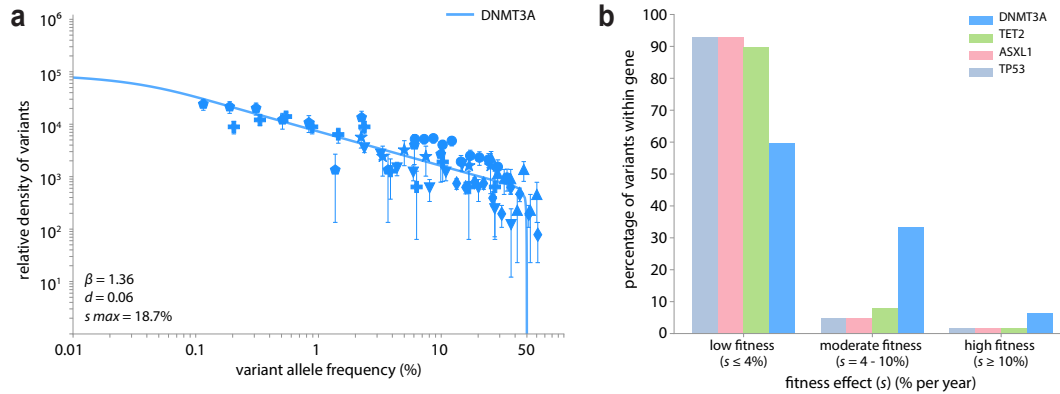 a
DNMT3A
relative density of variants
10⁶
10⁵
10⁴
10³
10²
10¹
β = 1.36
d = 0.06
s max = 18.7%
0.01
0.1
1
10
50
variant allele frequency (%)
b
DNMT3A
TET2
ASXL1
TP53
percentage of variants within gene
100
90
80
70
60
50
40
30
20
10
0
low fitness
(s ≤ 4%)
moderate fitness
(s = 4 - 10%)
high fitness
(s ≥ 10%)
fitness effect (s) (% per year)